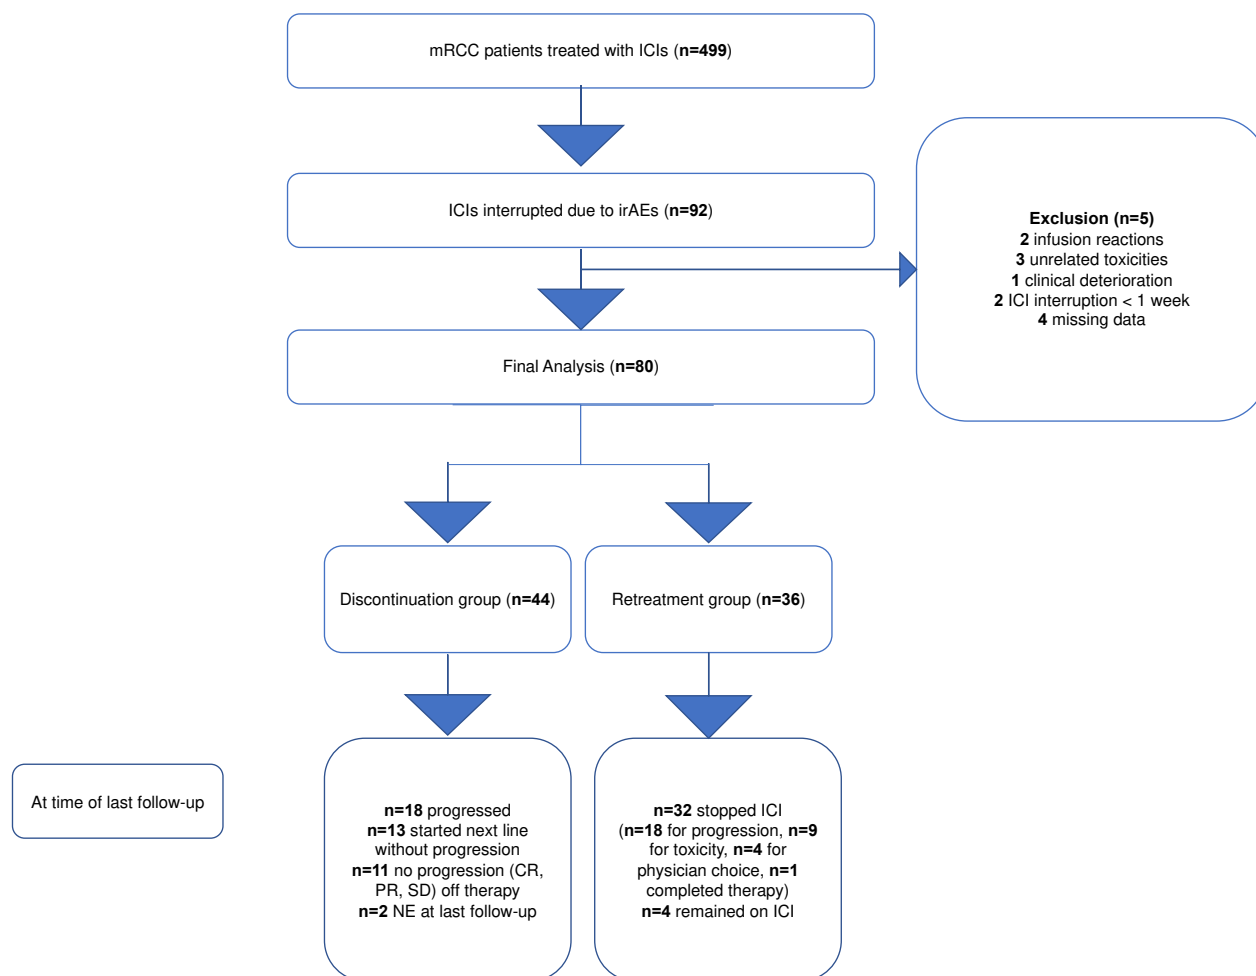 mRCC patients treated with ICIs (n=499)
ICIs interrupted due to irAEs (n=92)
Exclusion (n=5)
2 infusion reactions
3 unrelated toxicities
1 clinical deterioration
2 ICI interruption < 1 week
4 missing data
Final Analysis (n=80)
Discontinuation group (n=44)
Retreatment group (n=36)
At time of last follow-up
n=18 progressed
n=13 started next line
without progression
n=11 no progression (CR,
PR, SD) off therapy
n=2 NE at last follow-up
n=32 stopped ICI
(n=18 for progression, n=9
for toxicity, n=4 for
physician choice, n=1
completed therapy)
n=4 remained on ICI